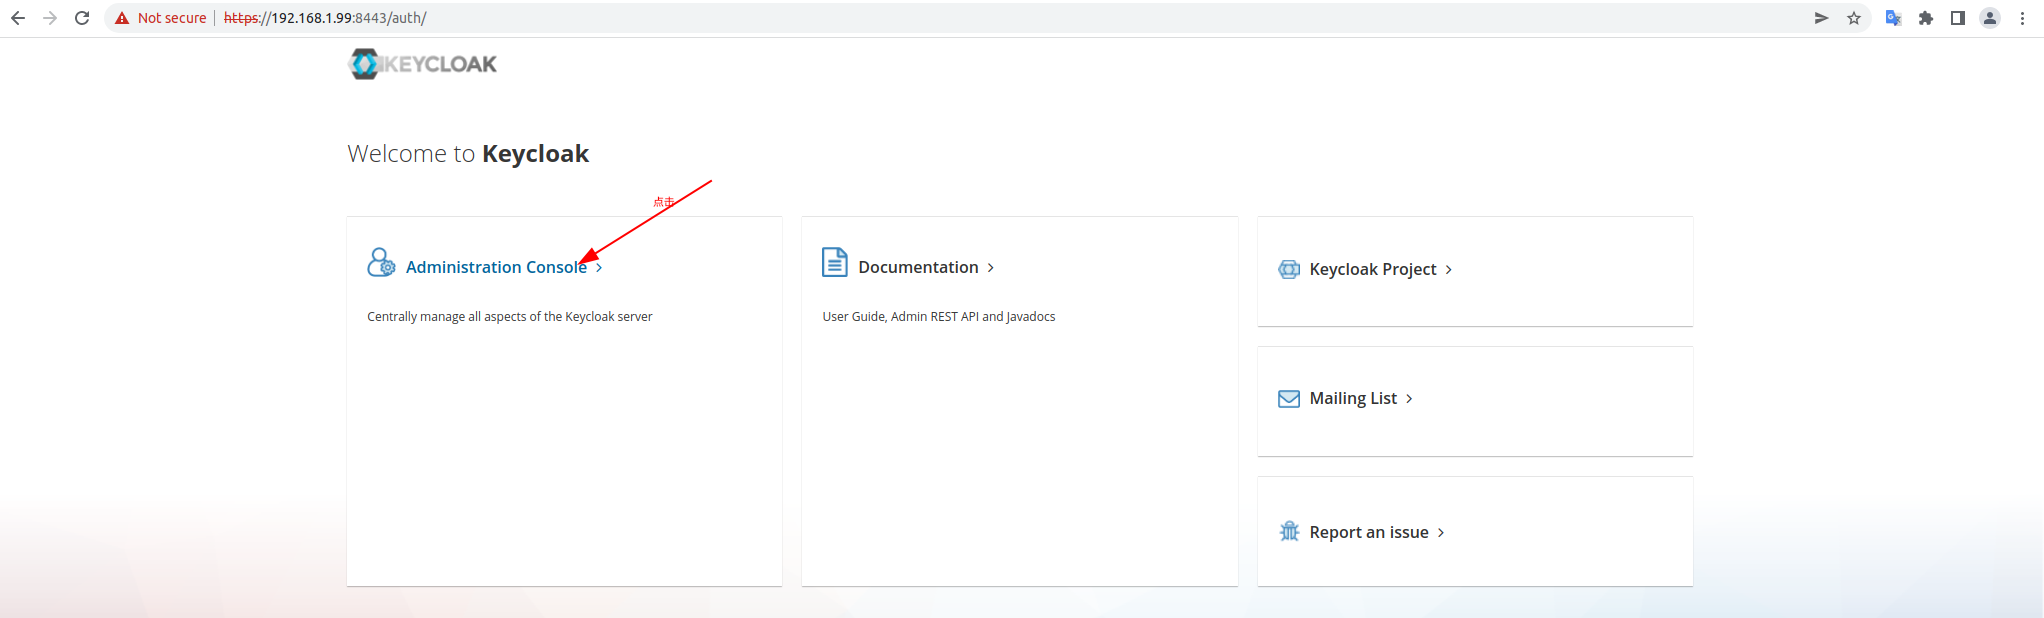 Not secure https://192.168.1.99:8443/auth/
KEYCLOAK
Welcome to Keycloak
点击
Administration Console
Centrally manage all aspects of the Keycloak server
Documentation
User Guide, Admin REST API and Javadocs
Keycloak Project
Mailing List
Report an issue